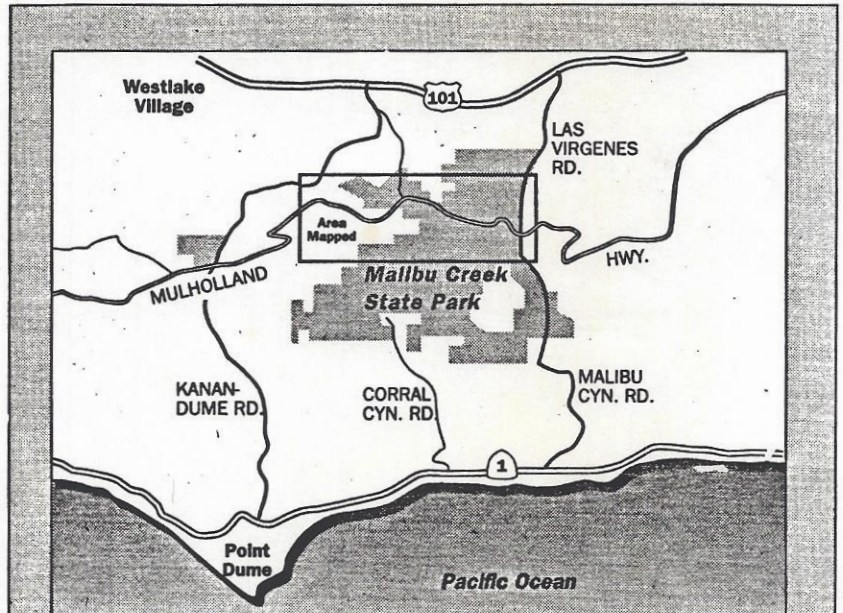 Westlake
Village
101
LAS
VIRGENES
RD.
Area
Mapped
HWY.
MULHOLLAND
Malibu Creek
State Park
KANAN-
DUME RD.
CORRAL
CYN. RD.
MALIBU
CYN. RD.
1
Point
Dume
Pacific Ocean